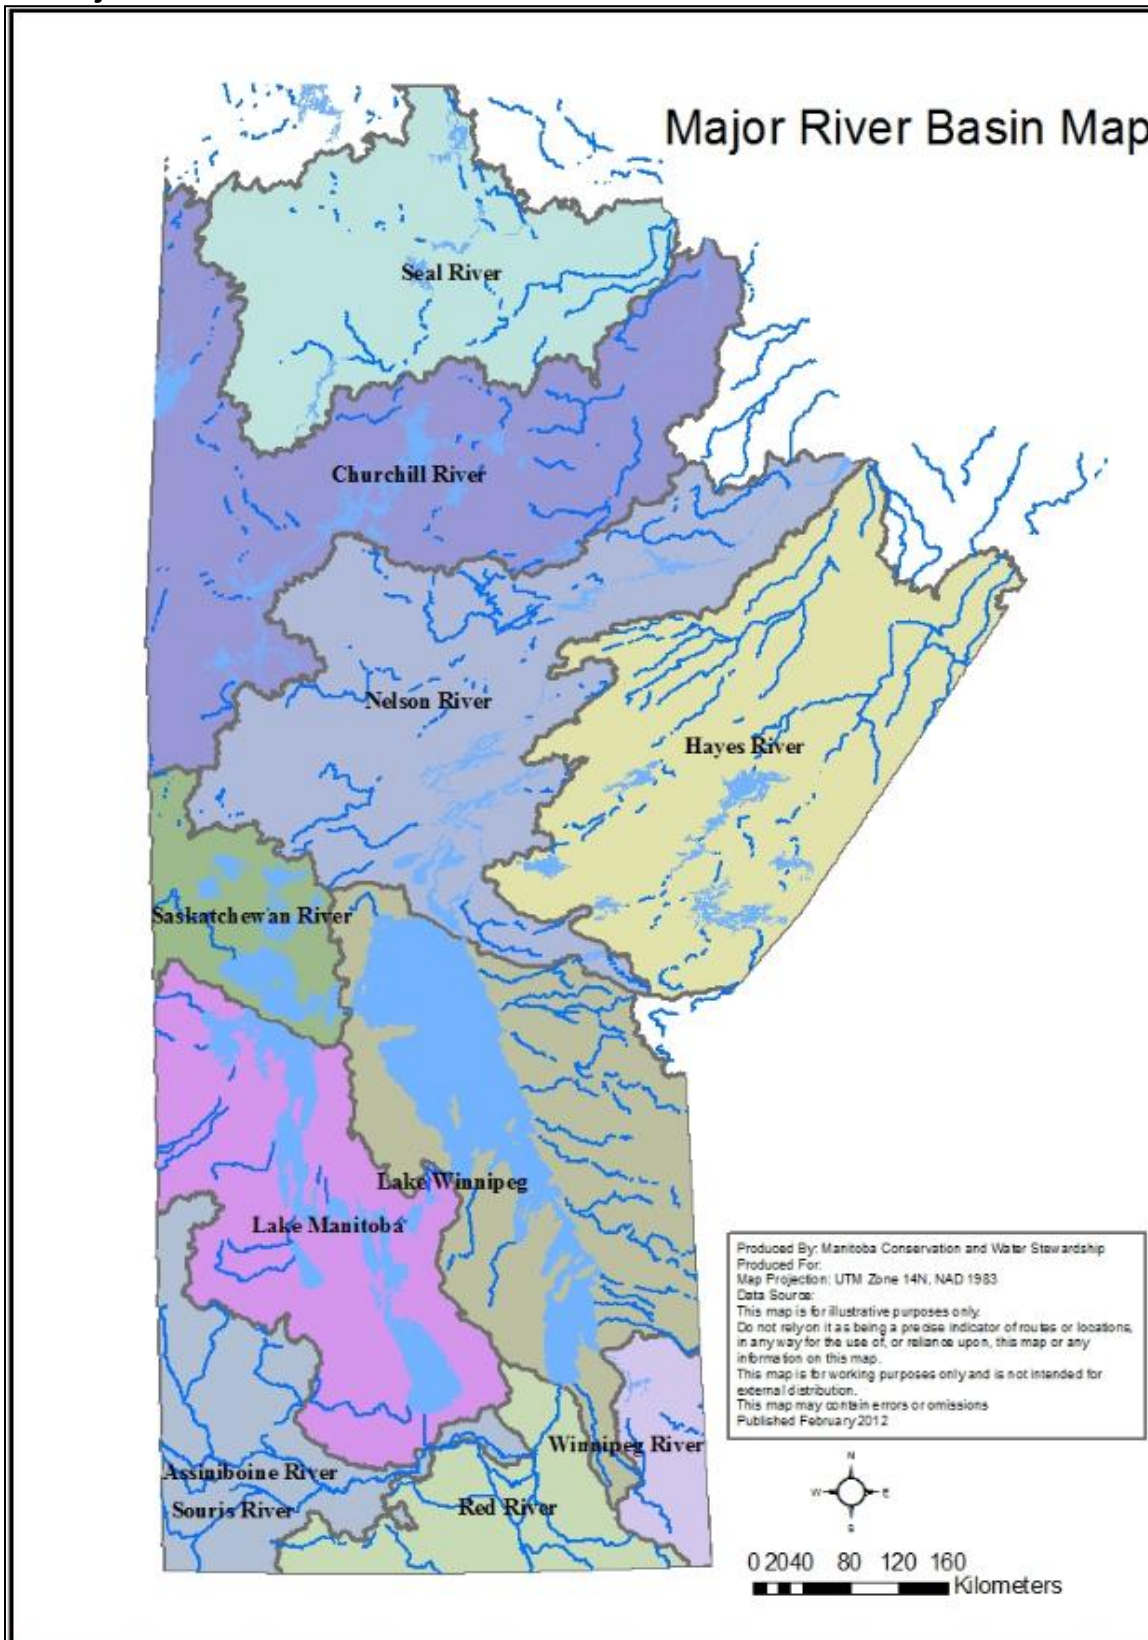 Major River Basin Map
Seal River
Churchill River
Nelson River
Hayes River
Saskatchewan River
Lake Winnipeg
Lake Manitoba
Winnipeg River
Assiniboine River
Red River
Souris River
Produced By: Manitoba Conservation and Water Stewardship
Produced For:
Map Projection: UTM Zone 14N, NAD 1983
Data Source:
This map is for illustrative purposes only.
Do not rely on it as being a precise indicator of routes or locations,
in any way for the use of, or reliance upon, this map or any
information on this map.
This map is for working purposes only and is not intended for
external distribution.
This map may contain errors or omissions
Published February 2012
N
W E
S
0 20 40 80 120 160
Kilometers